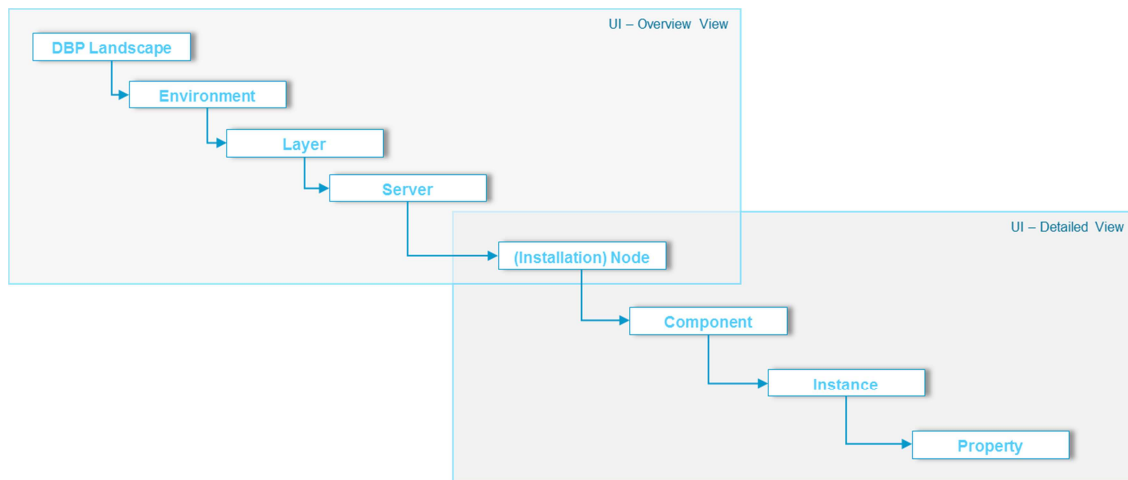 UI – Overview View
DBP Landscape
Environment
Layer
Server
UI – Detailed View
(Installation) Node
Component
Instance
Property